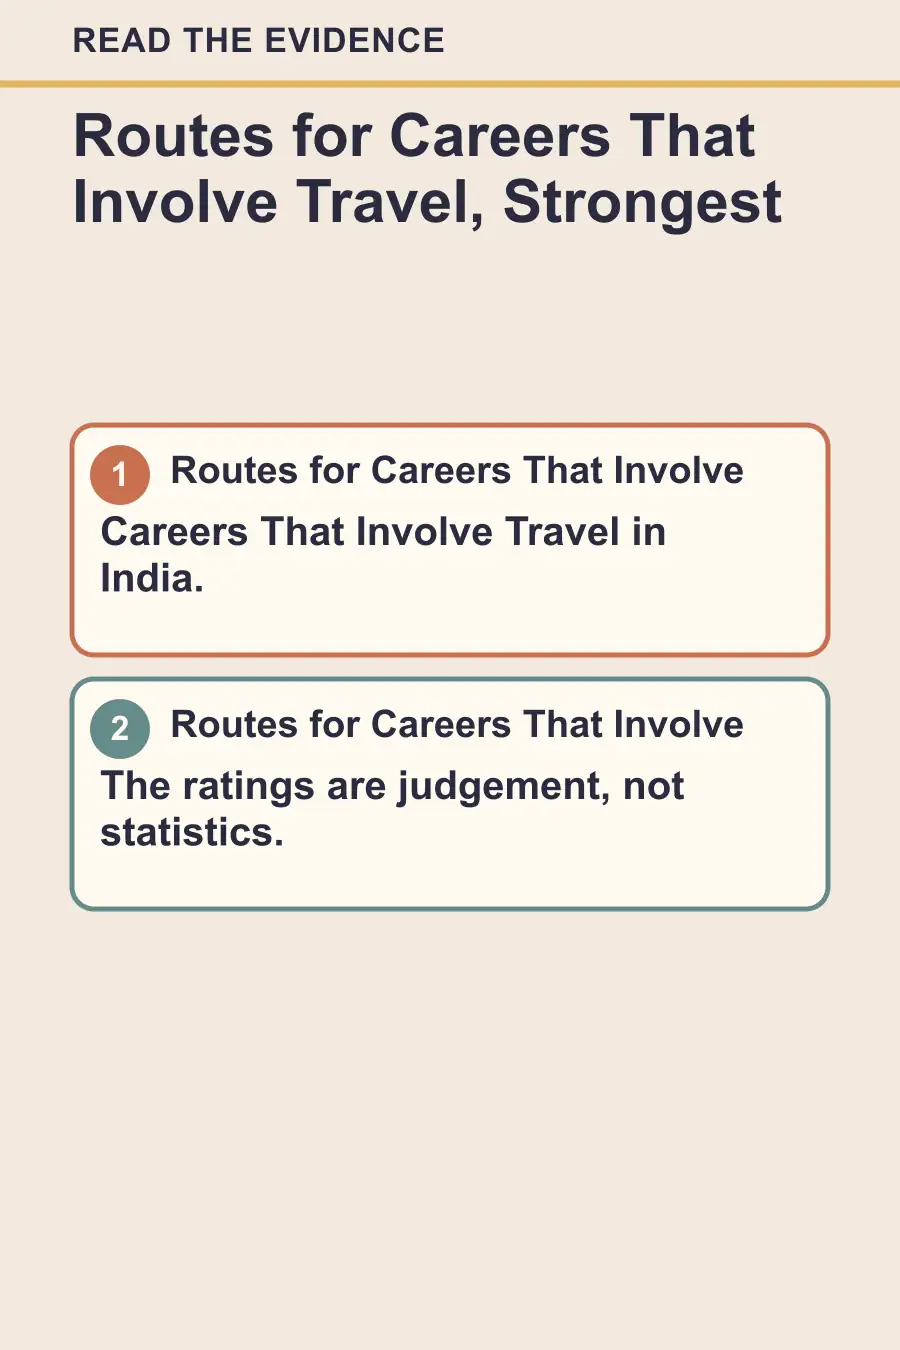 READ THE EVIDENCE
Routes for Careers That
Involve Travel, Strongest
1 Routes for Careers That Involve
Careers That Involve Travel in
India.
2 Routes for Careers That Involve
The ratings are judgement, not
statistics.